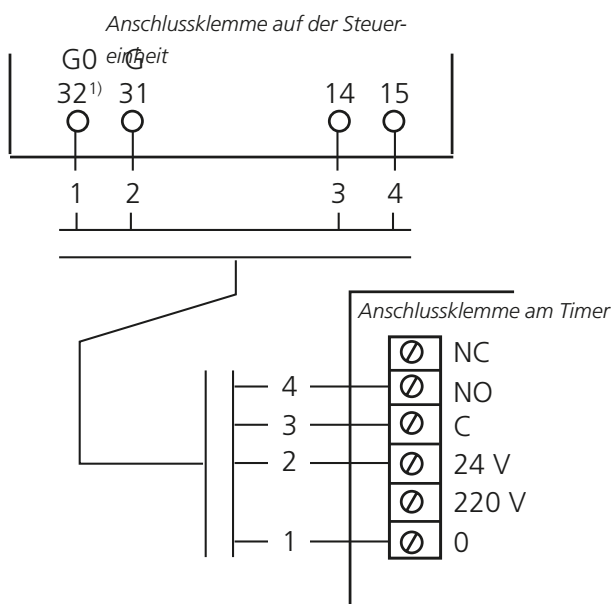 Anschlussklemme auf der Steuer-
einheit
G0 G
32¹⁾ 31 14 15
1 2 3 4
Anschlussklemme am Timer
NC
4 NO
3 C
2 24 V
220 V
1 0